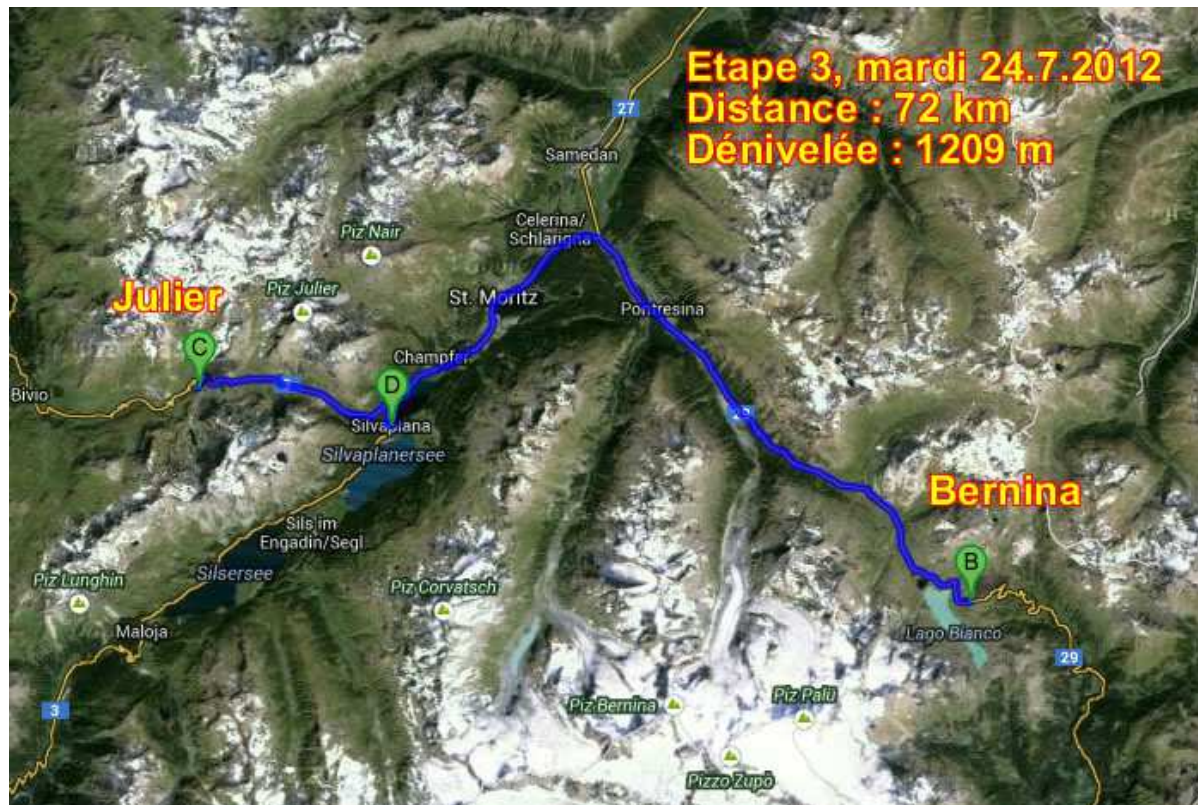 Etape 3, mardi 24.7.2012
Distance : 72 km
Dénivelée : 1209 m
27
Samedan
Celerina/
Schlarigna
Piz Nair
Julier
Piz Julier
St. Moritz
Pontresina
C
Champfèr
D
Bivio
Silvaplana
Silvaplanersee
Bernina
Sils im
Engadin/Segl
B
Silsersee
Piz Lunghin
Piz Corvatsch
Maloja
Lago Bianco
29
3
Piz Bernina
Piz Palü
Pizzo Zupò